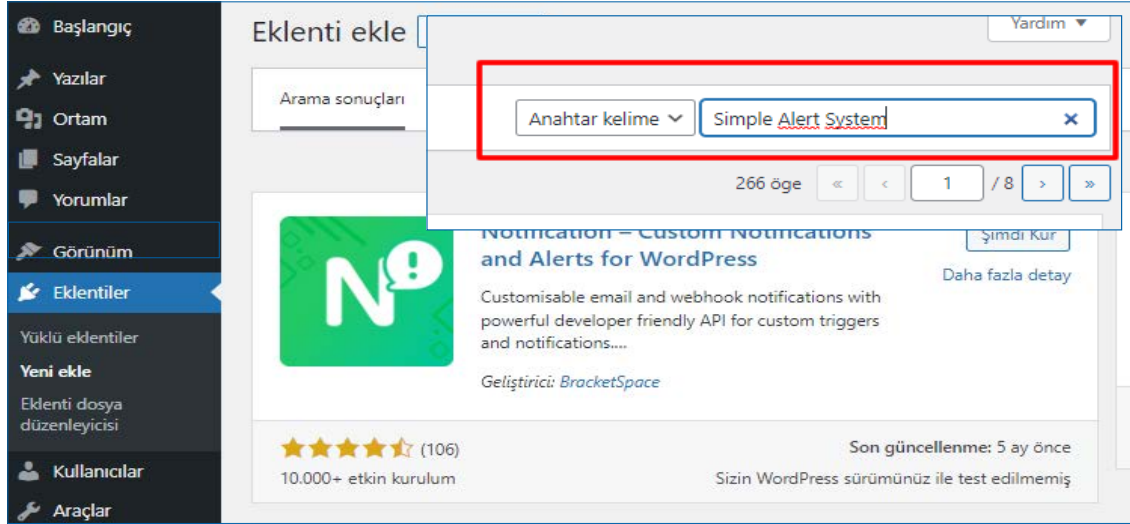 Başlangıç
Yazılar
Ortam
Sayfalar
Yorumlar
Görünüm
Eklentiler
Yüklü eklentiler
Yeni ekle
Eklenti dosya
düzenleyicisi
Kullanıcılar
Araçlar
Eklenti ekle
Yardım
Arama sonuçları
Anahtar kelime
Simple Alert System
266 öge « ‹ 1 / 8 › »
Notification – Custom Notifications
and Alerts for WordPress
Şimdi Kur
Daha fazla detay
Customisable email and webhook notifications with
powerful developer friendly API for custom triggers
and notifications....
Geliştirici: BracketSpace
(106)
10.000+ etkin kurulum
Son güncellenme: 5 ay önce
Sizin WordPress sürümünüz ile test edilmemiş